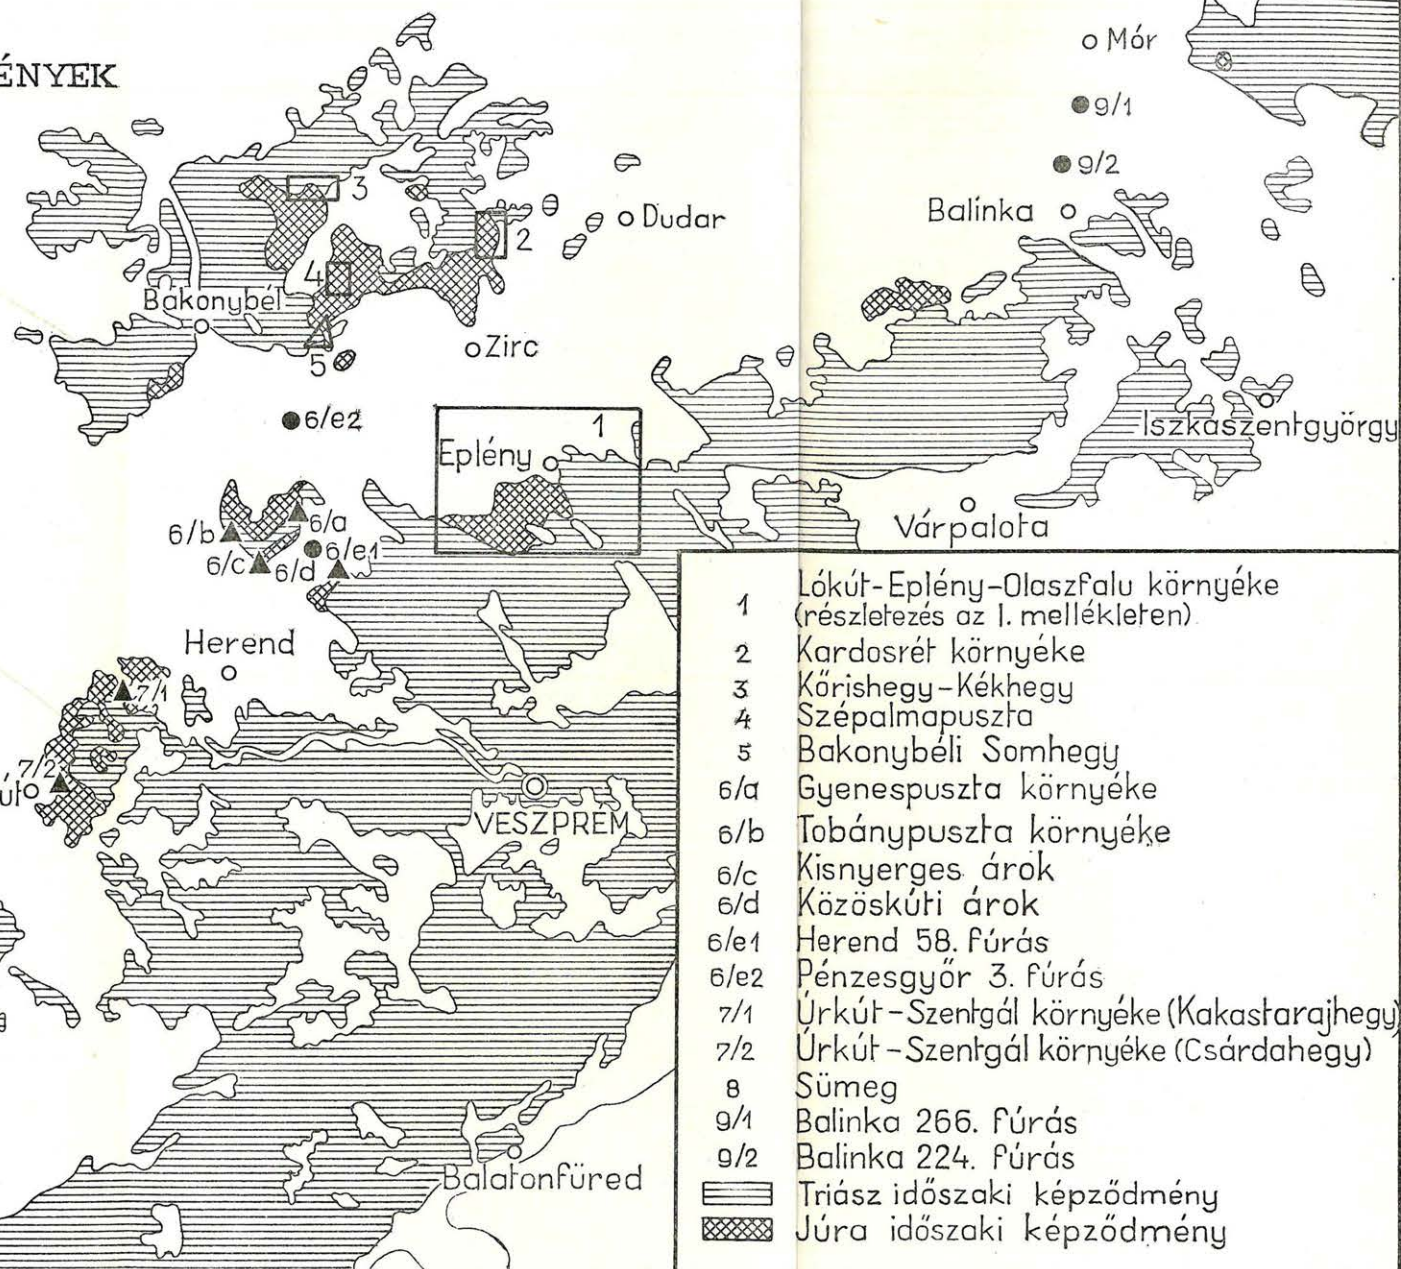 ÉNYEK
Mór
9/1
9/2
3
Dudar
Balinka
2
4
Bakonybél
5
Zirc
6/e2
1
Eplény
Iszkaszentgyörgy
6/a
6/b
6/e1
6/c
6/d
Várpalota
Herend
7/1
7/2
út
VESZPRÉM
Balatonfüred
1 Lókút-Eplény-Olaszfalu környéke
(részletezés az I. mellékleten)
2 Kardosrét környéke
3 Kőrishegy-Kékhegy
4 Szépalmapuszta
5 Bakonybéli Somhegy
6/a Gyenespuszta környéke
6/b Tobánypuszta környéke
6/c Kisnyerges árok
6/d Közöskúti árok
6/e1 Herend 58. fúrás
6/e2 Pénzesgyőr 3. fúrás
7/1 Úrkút-Szentgál környéke (Kakastarajhegy)
7/2 Úrkút-Szentgál környéke (Csárdahegy)
8 Sümeg
9/1 Balinka 266. fúrás
9/2 Balinka 224. fúrás
Triász időszaki képződmény
Júra időszaki képződmény